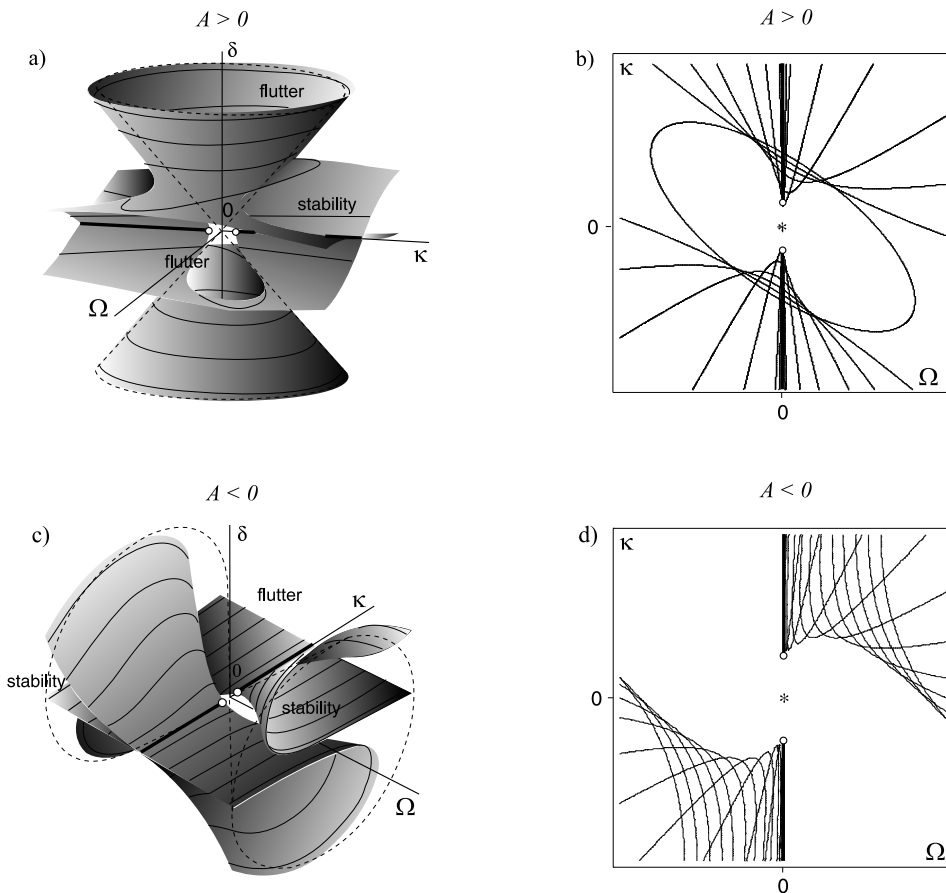 A > 0
a)
δ
flutter
stability
0
κ
flutter
Ω
A > 0
b)
κ
0
*
Ω
0
A < 0
c)
δ
flutter
κ
stability
0
stability
Ω
A < 0
d)
κ
0
*
Ω
0